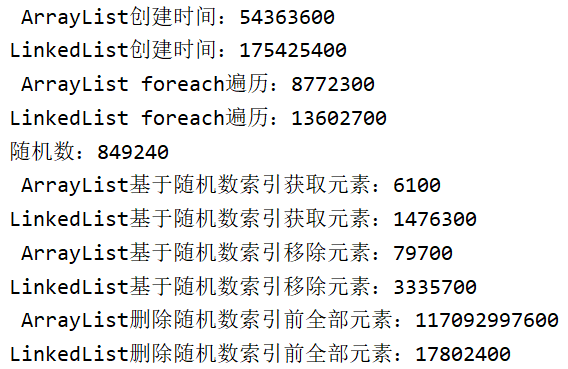 ArrayList创建时间：54363600
LinkedList创建时间：175425400
ArrayList foreach遍历：8772300
LinkedList foreach遍历：13602700
随机数：849240
ArrayList基于随机数索引获取元素：6100
LinkedList基于随机数索引获取元素：1476300
ArrayList基于随机数索引移除元素：79700
LinkedList基于随机数索引移除元素：3335700
ArrayList删除随机数索引前全部元素：117092997600
LinkedList删除随机数索引前全部元素：17802400